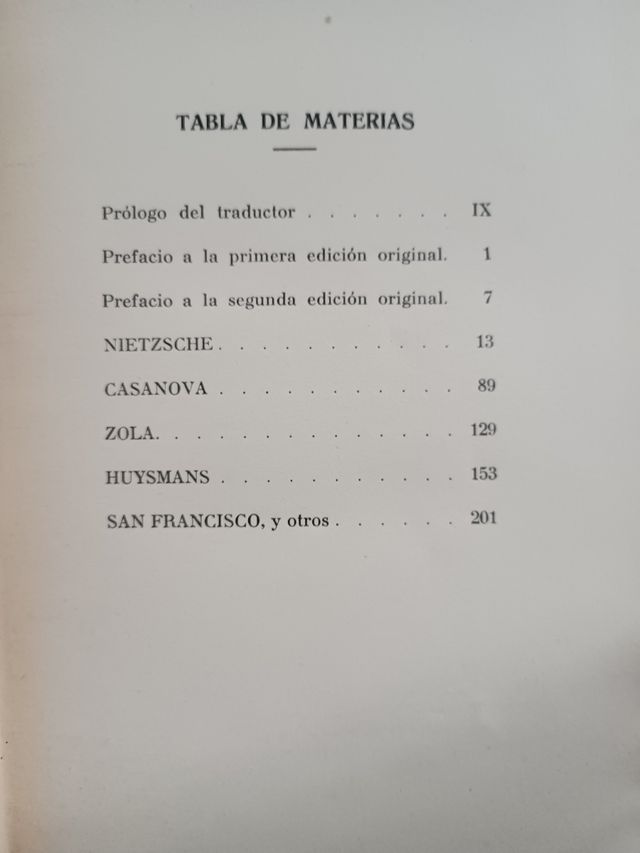 TABLA DE MATERIAS
Prólogo del traductor . . . . . . . IX
Prefacio a la primera edición original. 1
Prefacio a la segunda edición original. 7
NIETZSCHE . . . . . . . . . . . 13
CASANOVA . . . . . . . . . . . 89
ZOLA. . . . . . . . . . . . . . 129
HUYSMANS . . . . . . . . . . . 153
SAN FRANCISCO, y otros . . . . . . 201